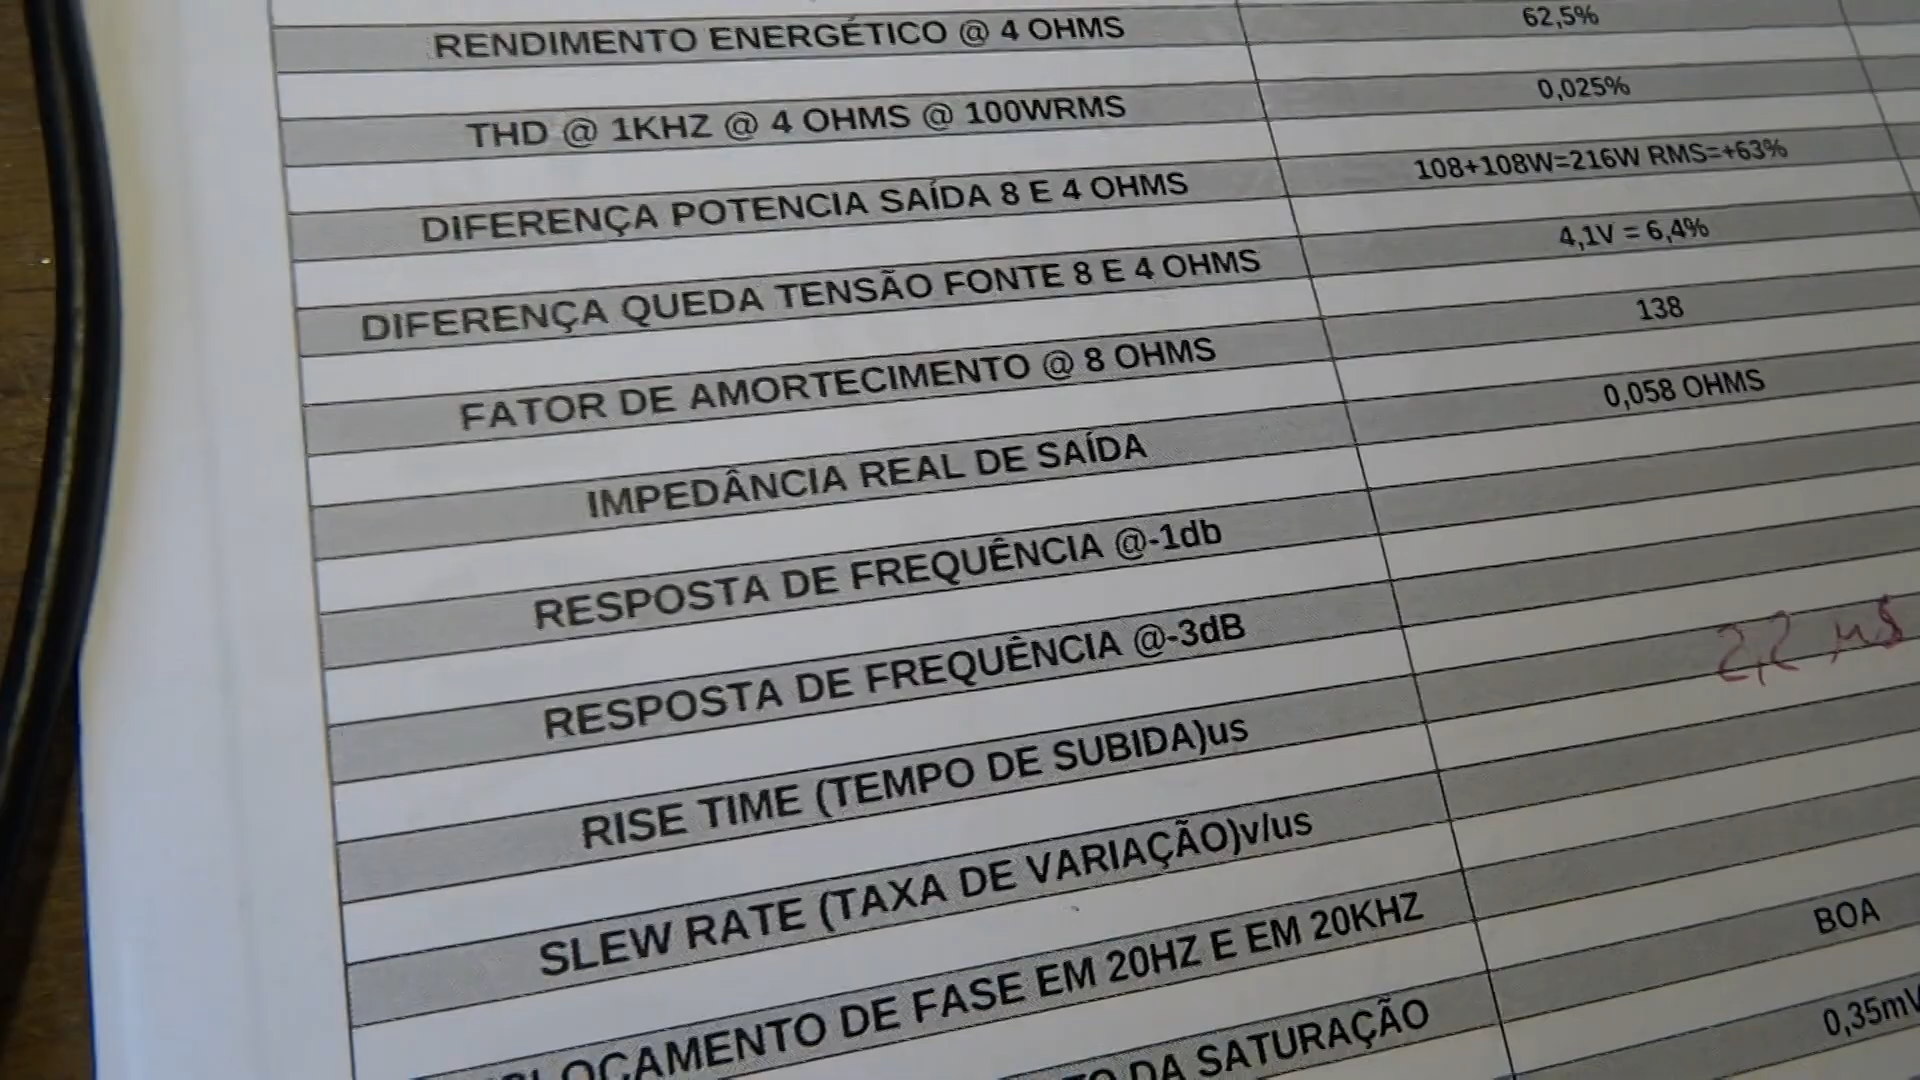 RENDIMENTO ENERGÉTICO @ 4 OHMS 62,5%
THD @ 1KHZ @ 4 OHMS @ 100WRMS 0,025%
DIFERENÇA POTENCIA SAÍDA 8 E 4 OHMS 108+108W=216W RMS=+63%
DIFERENÇA QUEDA TENSÃO FONTE 8 E 4 OHMS 4,1V = 6,4%
FATOR DE AMORTECIMENTO @ 8 OHMS 138
IMPEDÂNCIA REAL DE SAÍDA 0,058 OHMS
RESPOSTA DE FREQUÊNCIA @-1db
RESPOSTA DE FREQUÊNCIA @-3dB
RISE TIME (TEMPO DE SUBIDA)us 2,2 µs
SLEW RATE (TAXA DE VARIAÇÃO)v/us
DE FASE EM 20HZ E EM 20KHZ
DA SATURAÇÃO BOA
0,35mV